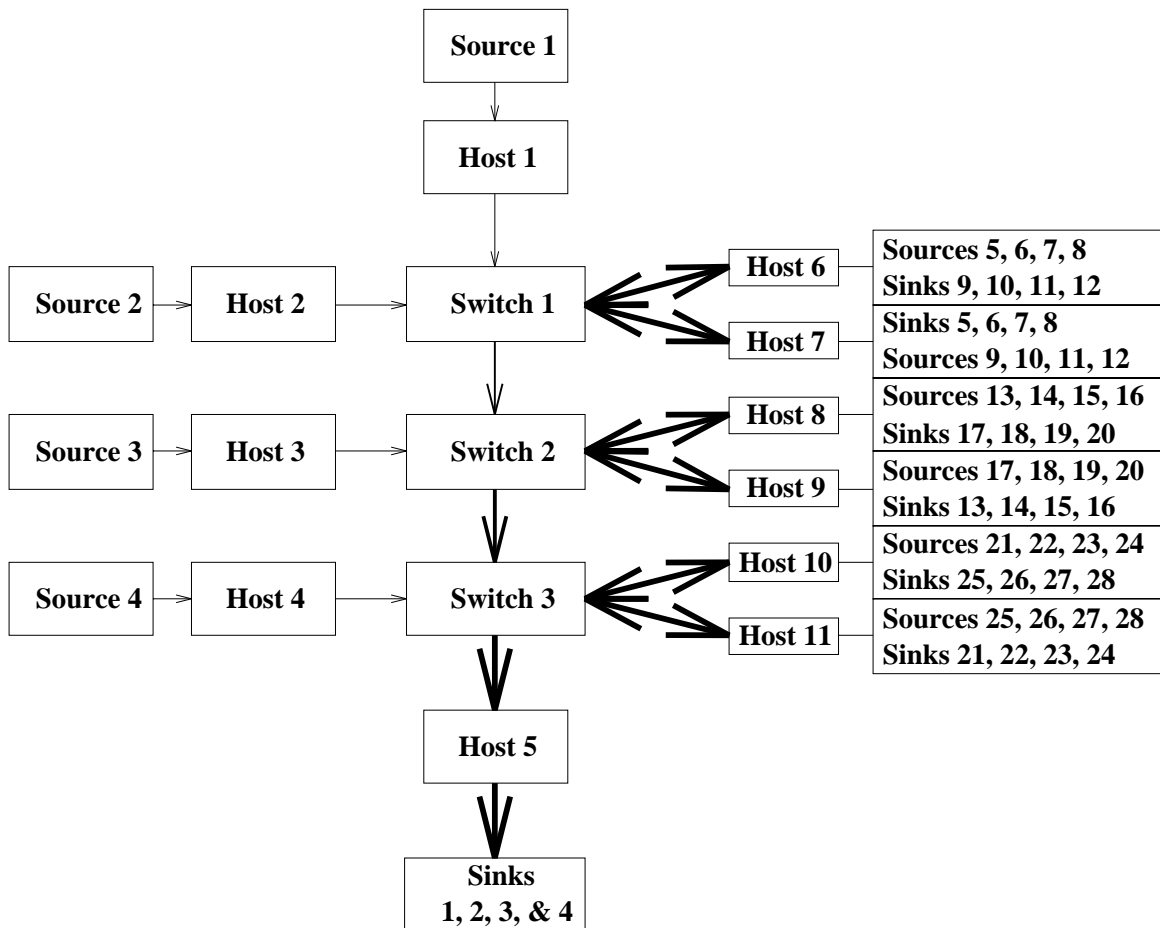 Source 1
Host 1
Source 2
Host 2
Switch 1
Host 6
Sources 5, 6, 7, 8
Sinks 9, 10, 11, 12
Host 7
Sinks 5, 6, 7, 8
Sources 9, 10, 11, 12
Source 3
Host 3
Switch 2
Host 8
Sources 13, 14, 15, 16
Sinks 17, 18, 19, 20
Host 9
Sources 17, 18, 19, 20
Sinks 13, 14, 15, 16
Source 4
Host 4
Switch 3
Host 10
Sources 21, 22, 23, 24
Sinks 25, 26, 27, 28
Host 11
Sources 25, 26, 27, 28
Sinks 21, 22, 23, 24
Host 5
Sinks
1, 2, 3, & 4